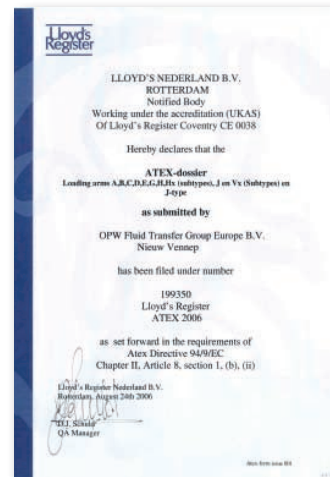 Lloyd's
Register
LLOYD'S NEDERLAND B.V.
ROTTERDAM
Notified Body
Working under the accreditation (UKAS)
Of Lloyd's Register Coventry CE 0038
Hereby declares that the
ATEX-dossier
Loading arms A,B,C,D,E,G,H,Hx (subtypes), J en Vx (Subtypes) en
J-type
as submitted by
OPW Fluid Transfer Group Europe B.V.
Nieuw Vennep
has been filed under number
199350
Lloyd's Register
ATEX 2006
as set forward in the requirements of
Atex Directive 94/9/EC
Chapter II, Article 8, section 1, (b), (ii)
Lloyd's Register Nederland B.V.
Rotterdam, August 24th 2006
D.J.
QA Manager